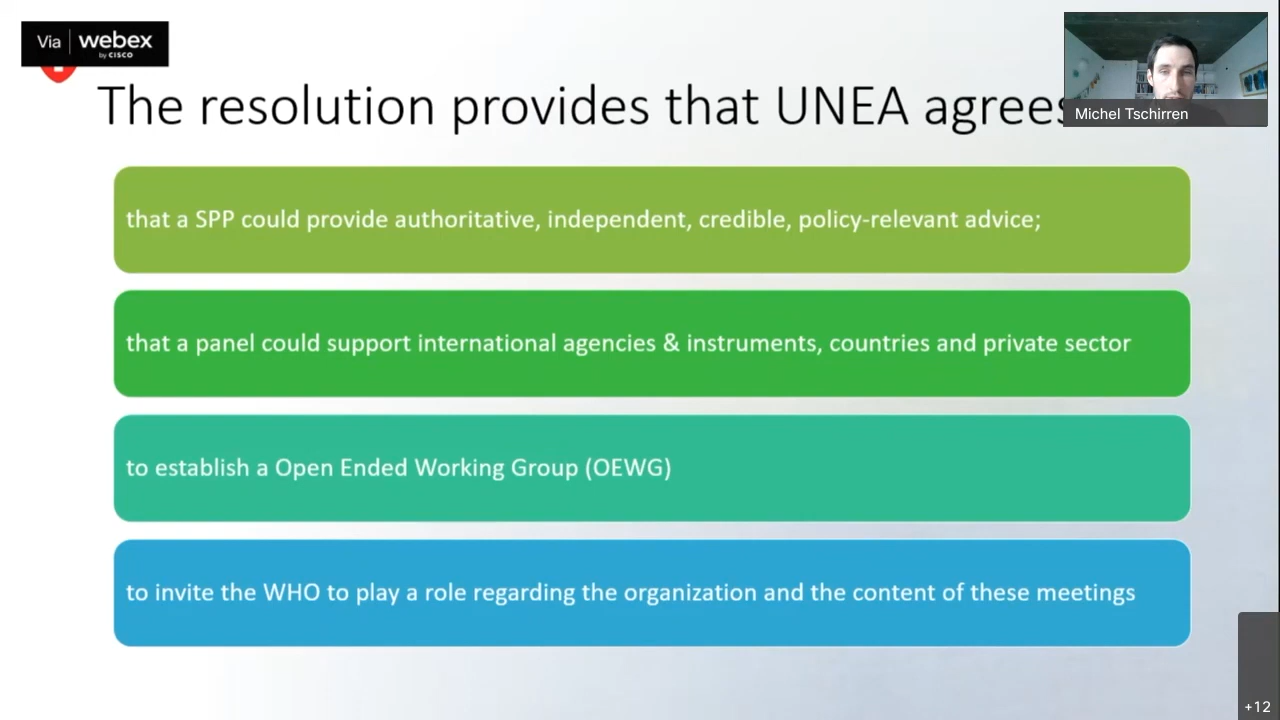 Via webex
by CISCO
The resolution provides that UNEA agrees
Michel Tschirren
that a SPP could provide authoritative, independent, credible, policy-relevant advice;
that a panel could support international agencies & instruments, countries and private sector
to establish a Open Ended Working Group (OEWG)
to invite the WHO to play a role regarding the organization and the content of these meetings
+12